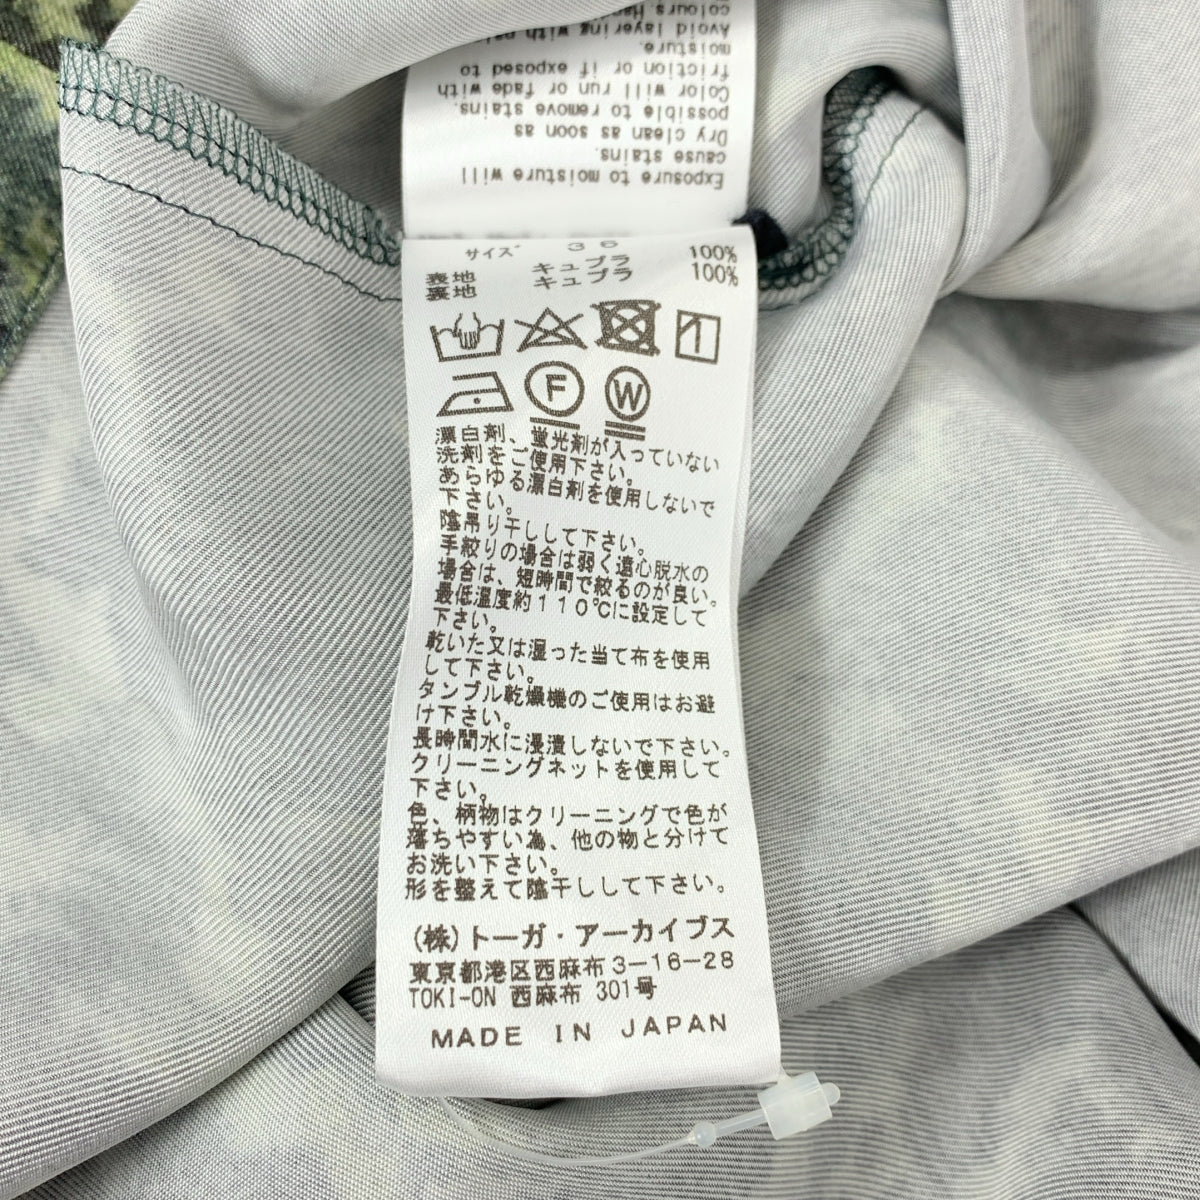 colours.
Avoid layering with
moisture.
friction or if exposed to
Color will run or fade with
possible to remove stains.
Dry clean as soon as
cause stains.
Exposure to moisture will
サイズ 36
表地 キュプラ 100%
裏地 キュプラ 100%
F W
漂白剤、蛍光剤が入っていない
洗剤をご使用下さい。
あらゆる漂白剤を使用しないで
下さい。
陰吊り干しして下さい。
手絞りの場合は弱く遠心脱水の
場合は、短時間で絞るのが良い。
最低温度約110℃に設定して
下さい。
乾いた又は湿った当て布を使用
して下さい。
タンブル乾燥機のご使用はお避
け下さい。
長時間水に浸漬しないで下さい。
クリーニングネットを使用して
下さい。
色、柄物はクリーニングで色が
落ちやすい為、他の物と分けて
お洗い下さい。
形を整えて陰干しして下さい。
(株)トーガ・アーカイブス
東京都港区西麻布3-16-28
TOKI-ON 西麻布 301号
MADE IN JAPAN